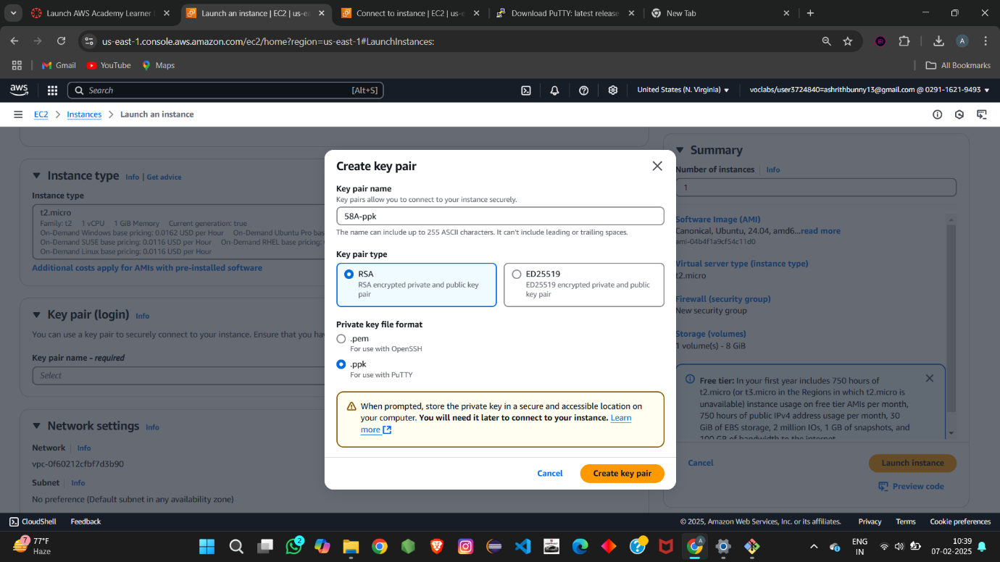 Launch AWS Academy Learner
Launch an instance | EC2 | us-ea
Connect to instance | EC2 | us-e
Download PuTTY: latest release
New Tab
us-east-1.console.aws.amazon.com/ec2/home?region=us-east-1#LaunchInstances:
A
Gmail
YouTube
Maps
All Bookmarks
aws
Search
[Alt+S]
United States (N. Virginia)
voclabs/user3724840=ashrithbunny13@gmail.com @ 0291-1621-9493
EC2
Instances
Launch an instance
Instance type
Info | Get advice
Instance type
t2.micro
Family: t2 1 vCPU 1 GiB Memory Current generation: true
On-Demand Windows base pricing: 0.0162 USD per Hour On-Demand Ubuntu Pro bas
On-Demand SUSE base pricing: 0.0116 USD per Hour On-Demand RHEL base pricing:
On-Demand Linux base pricing: 0.0116 USD per Hour
Additional costs apply for AMIs with pre-installed software
Key pair (login)
Info
You can use a key pair to securely connect to your instance. Ensure that you hav
Key pair name - required
Select
Network settings
Info
Network
Info
vpc-0f60212cfbf7d3b90
Subnet
Info
No preference (Default subnet in any availability zone)
Create key pair
Key pair name
Key pairs allow you to connect to your instance securely.
58A-ppk
The name can include up to 255 ASCII characters. It can't include leading or trailing spaces.
Key pair type
RSA
RSA encrypted private and public key
pair
ED25519
ED25519 encrypted private and public
key pair
Private key file format
.pem
For use with OpenSSH
.ppk
For use with PuTTY
When prompted, store the private key in a secure and accessible location on
your computer. You will need it later to connect to your instance. Learn
more
Cancel
Create key pair
Summary
Number of instances
Info
1
Software Image (AMI)
Canonical, Ubuntu, 24.04, amd6...read more
ami-04b4f1a9cf54c11d0
Virtual server type (instance type)
t2.micro
Firewall (security group)
New security group
Storage (volumes)
1 volume(s) - 8 GiB
Free tier: In your first year includes 750 hours of
t2.micro (or t3.micro in the Regions in which t2.micro is
unavailable) instance usage on free tier AMIs per month,
750 hours of public IPv4 address usage per month, 30
GiB of EBS storage, 2 million IOs, 1 GB of snapshots, and
100 GB of bandwidth to the internet.
Cancel
Launch instance
Preview code
CloudShell
Feedback
© 2025, Amazon Web Services, Inc. or its affiliates.
Privacy
Terms
Cookie preferences
7
77°F
Haze
2
A
ENG
IN
10:39
07-02-2025